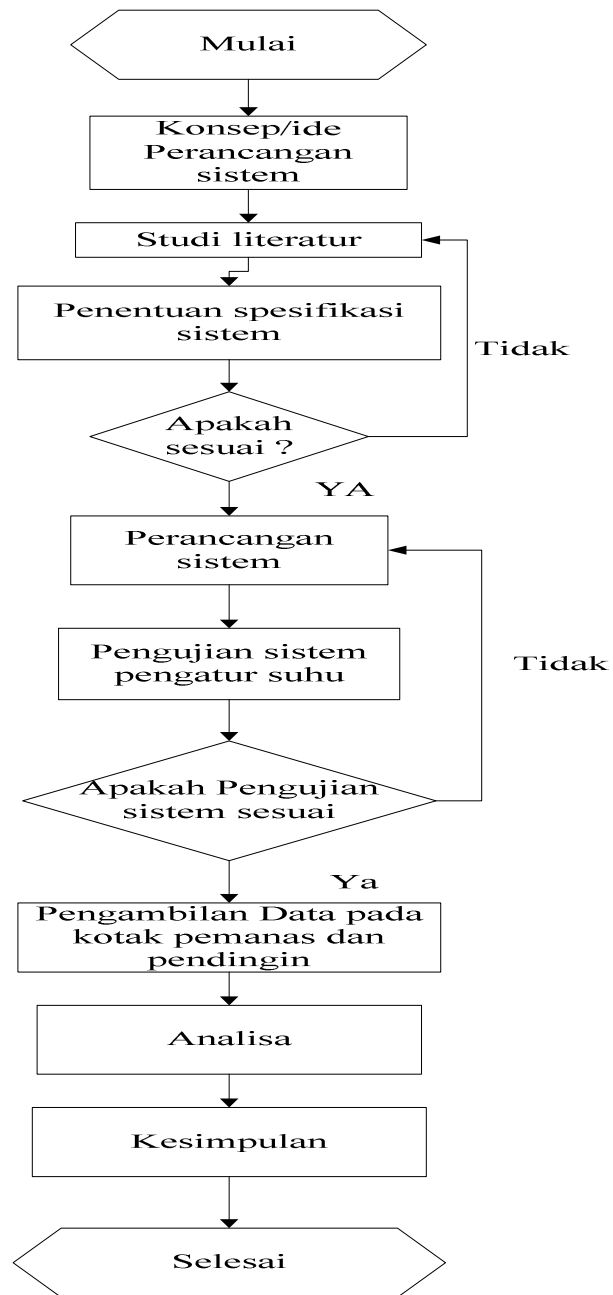 Mulai
Konsep/ide
Perancangan
sistem
Studi literatur
Penentuan spesifikasi
sistem
Tidak
Apakah
sesuai ?
YA
Perancangan
sistem
Pengujian sistem
pengatur suhu
Tidak
Apakah Pengujian
sistem sesuai
Ya
Pengambilan Data pada
kotak pemanas dan
pendingin
Analisa
Kesimpulan
Selesai